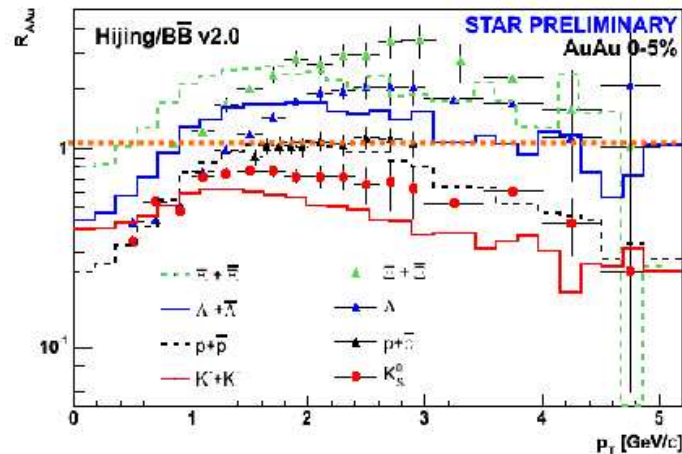 Hijing/BB̅ v2.0
STAR PRELIMINARY
AuAu 0-5%
R_AAu
1
10⁻¹
Ξ + Ξ̅
Ξ + Ξ̅
Λ + Λ̅
Λ
p+p̅
p+p̅
K⁺+K⁻
K⁰_S
0 1 2 3 4 5
p_T [GeV/c]